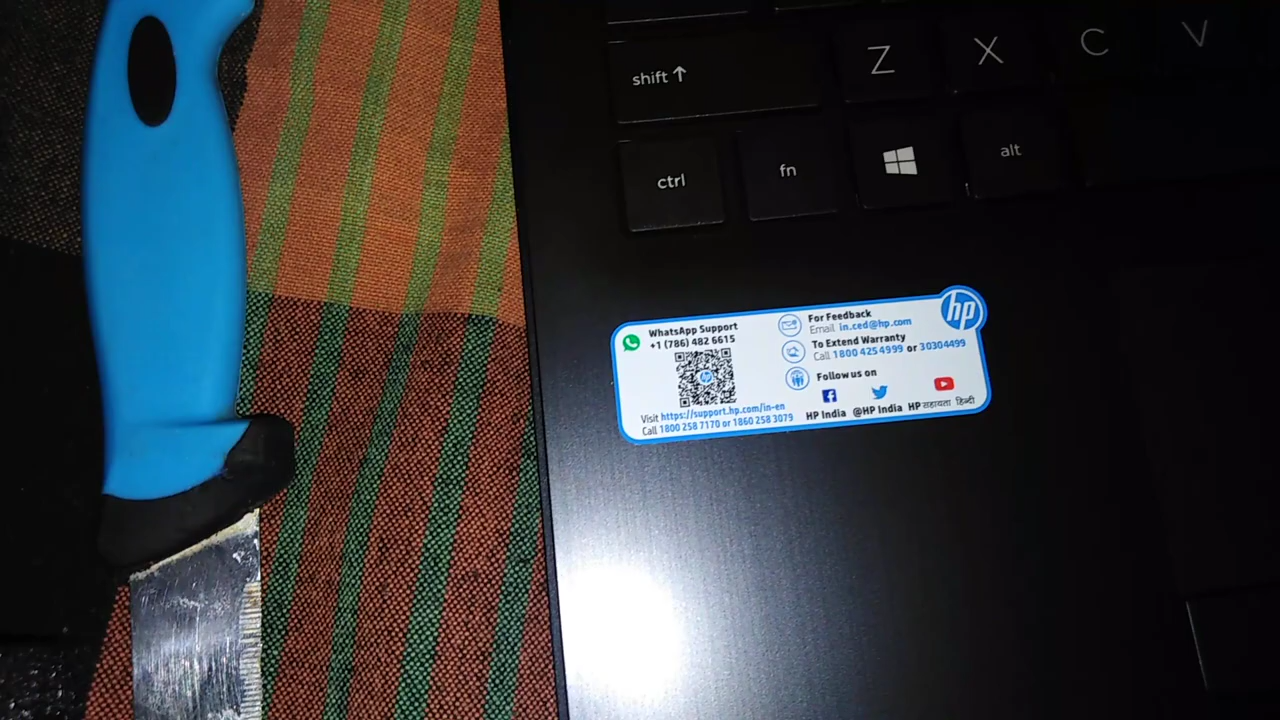 Z X C V
shift ↑
ctrl fn alt
hp
WhatsApp Support
+1 (786) 482 6615
hp
Visit https://support.hp.com/in-en
Call 1800 258 7170 or 1860 258 3079
For Feedback
Email in.ced@hp.com
To Extend Warranty
Call 1800 425 4999 or 30304499
Follow us on
HP India @HP India HP सहायता हिन्दी